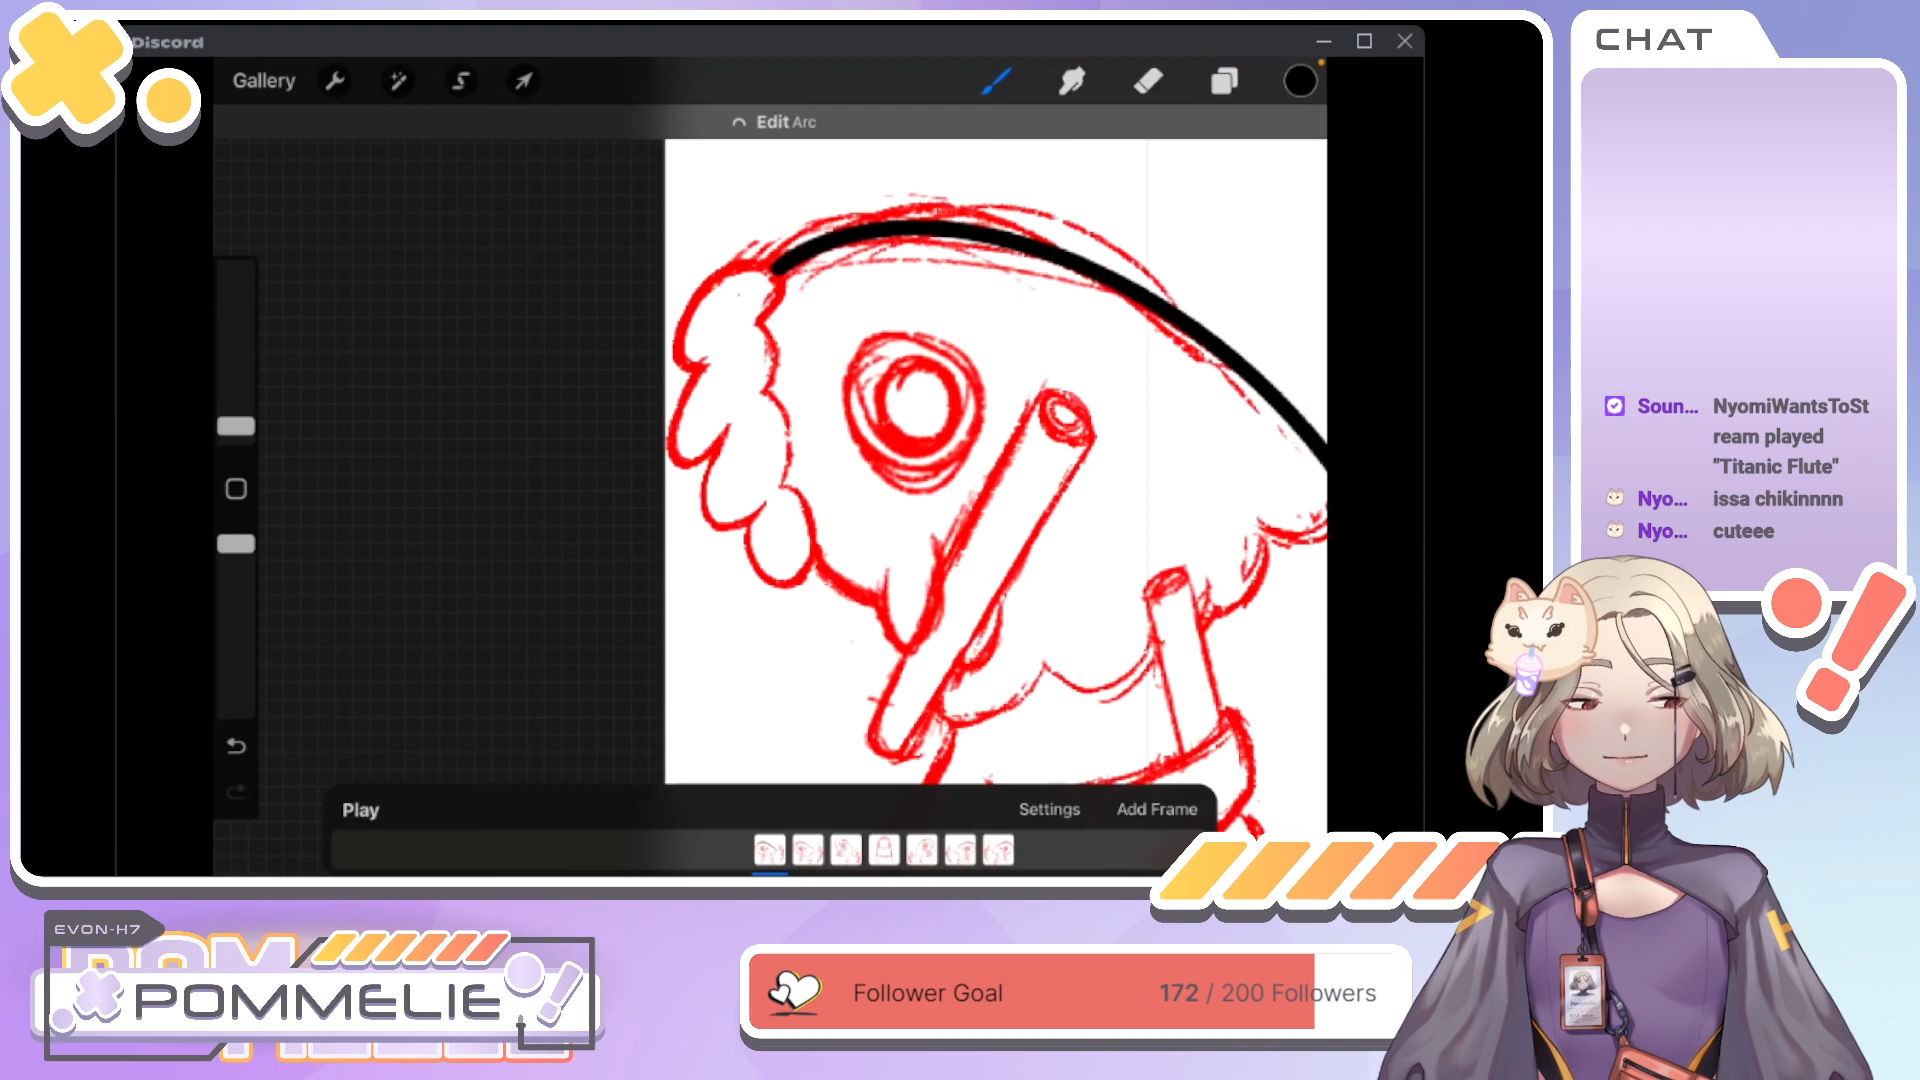 Discord
CHAT
Gallery
Edit Arc
Soun... NyomiWantsToSt
ream played
"Titanic Flute"
Nyo... issa chikinnnn
Nyo... cuteee
Play
Settings
Add Frame
EVON-H7
POMMELIE
Follower Goal
172 / 200 Followers